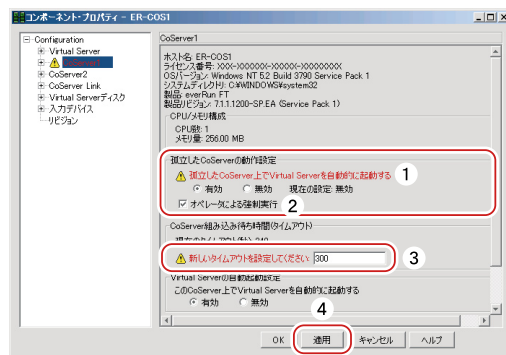 コンポーネント・プロパティ - ER-COS1
Configuration
Virtual Server
CoServer1
CoServer2
CoServer Link
Virtual Serverディスク
入力デバイス
リビジョン
CoServer1
ホスト名: ER-COS1
ライセンス番号: XXX-)XXXXXX-(XXXXX-)XXXXXXXX
OSバージョン: Windows NT 5.2 Build 3790 Service Pack 1
システムディレクトリ: C:¥WINDOWS¥system32
製品: everRun FT
製品リビジョン: 7.1.1.1200-SP.EA (Service Pack 1)
CPU/メモリ構成
CPU数: 1
メモリ量: 256.00 MB
孤立したCoServerの動作設定
孤立したCoServer上でVirtual Serverを自動的に起動する 1
有効 無効 現在の設定: 無効
オペレータによる強制実行 2
CoServer組み込み待ち時間(タイムアウト)
新しいタイムアウトを設定してください: 300 3
Virtual Serverの自動起動設定
このCoServer上でVirtual Serverを自動的に起動する
有効 無効
4
OK 適用 キャンセル ヘルプ